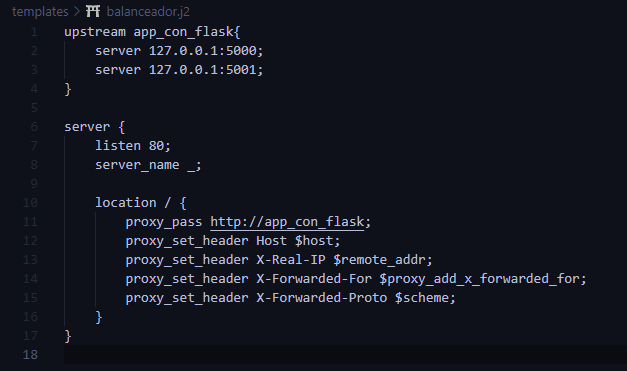 templates > balanceador.j2
1 upstream app_con_flask{
2     server 127.0.0.1:5000;
3     server 127.0.0.1:5001;
4 }
5
6 server {
7     listen 80;
8     server_name _;
9
10     location / {
11         proxy_pass http://app_con_flask;
12         proxy_set_header Host $host;
13         proxy_set_header X-Real-IP $remote_addr;
14         proxy_set_header X-Forwarded-For $proxy_add_x_forwarded_for;
15         proxy_set_header X-Forwarded-Proto $scheme;
16     }
17 }
18